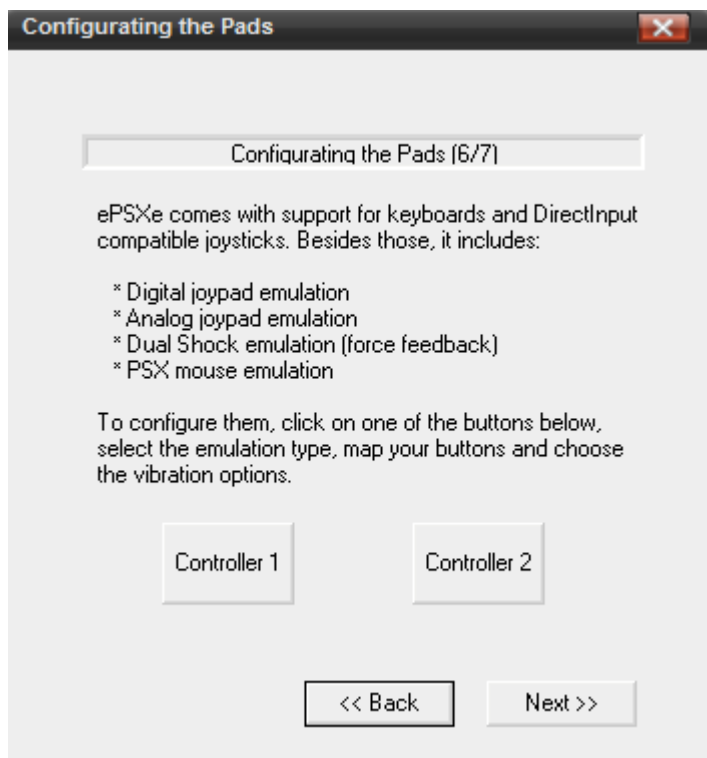 Configurating the Pads
Configurating the Pads (6/7)
ePSXe comes with support for keyboards and DirectInput
compatible joysticks. Besides those, it includes:
* Digital joypad emulation
* Analog joypad emulation
* Dual Shock emulation (force feedback)
* PSX mouse emulation
To configure them, click on one of the buttons below,
select the emulation type, map your buttons and choose
the vibration options.
Controller 1
Controller 2
<< Back
Next >>